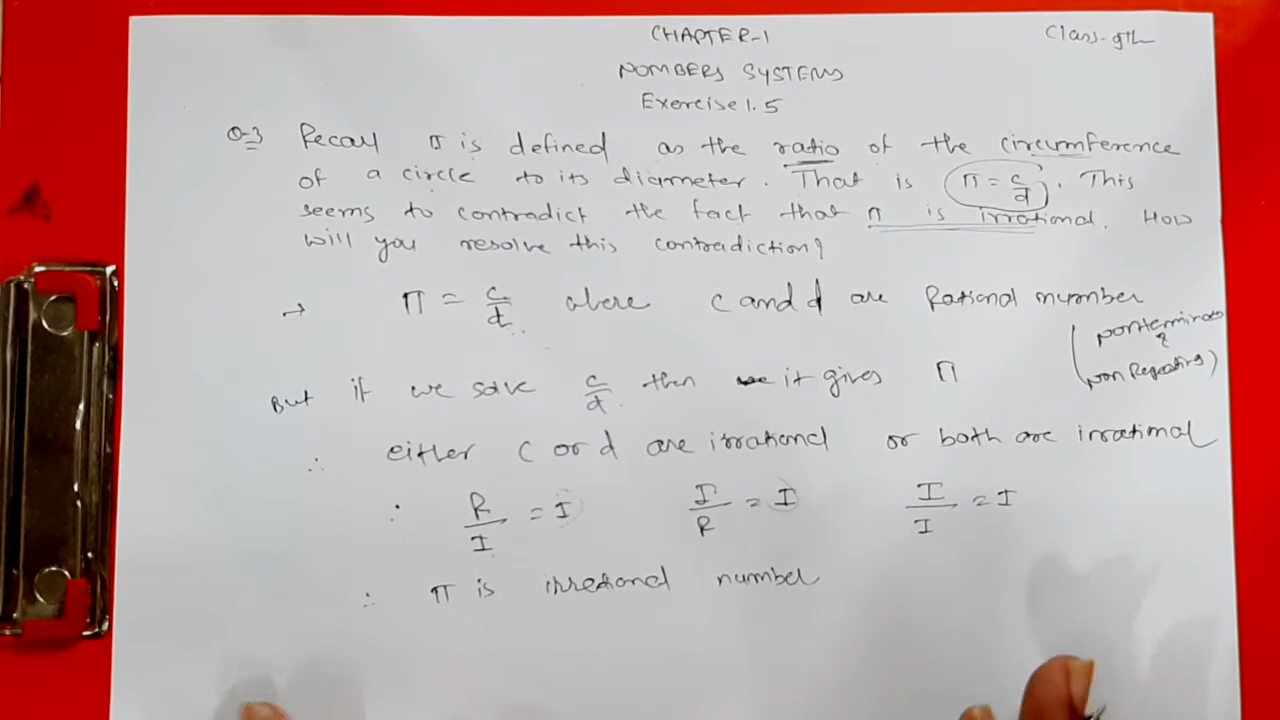 CHAPTER-1
Class-9th
NUMBERS SYSTEMS
Exercise 1.5
Q-3 Recall π is defined as the ratio of the circumference
of a circle to its diameter. That is π = c/d. This
seems to contradict the fact that π is irrational. How
will you resolve this contradiction?
→ π = c/d where c and d are Rational number
(nonterminating & non Repeating)
But if we solve c/d then it gives π
∴ either c or d are irrational or both are irrational
∴ R/I = I I/R = I I/I = I
∴ π is irrational number